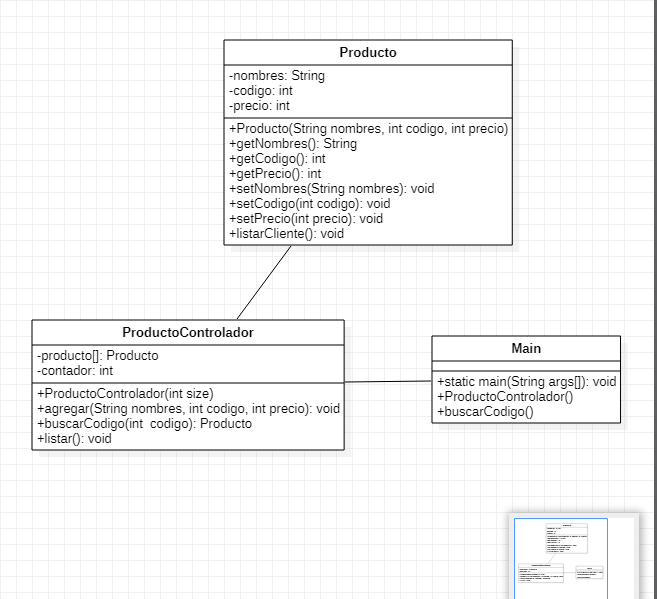 Producto
-nombres: String
-codigo: int
-precio: int
+Producto(String nombres, int codigo, int precio)
+getNombres(): String
+getCodigo(): int
+getPrecio(): int
+setNombres(String nombres): void
+setCodigo(int codigo): void
+setPrecio(int precio): void
+listarCliente(): void
ProductoControlador
-producto[]: Producto
-contador: int
+ProductoControlador(int size)
+agregar(String nombres, int codigo, int precio): void
+buscarCodigo(int  codigo): Producto
+listar(): void
Main
+static main(String args[]): void
+ProductoControlador()
+buscarCodigo()